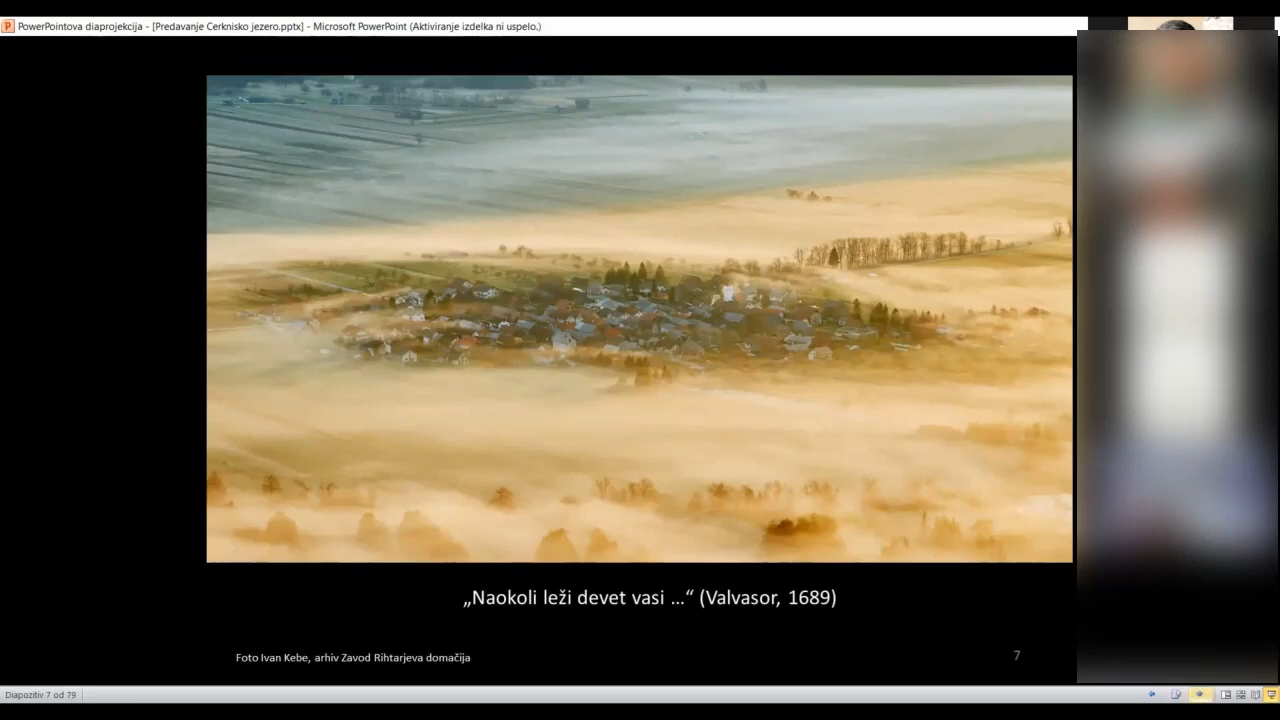 PowerPointova diaprojekcija - [Predavanje Cerknisko jezero.pptx] - Microsoft PowerPoint (Aktiviranje izdelka ni uspelo.)
„Naokoli leži devet vasi ...“ (Valvasor, 1689)
Foto Ivan Kebe, arhiv Zavod Rihtarjeva domačija
7
Diapozitiv 7 od 79